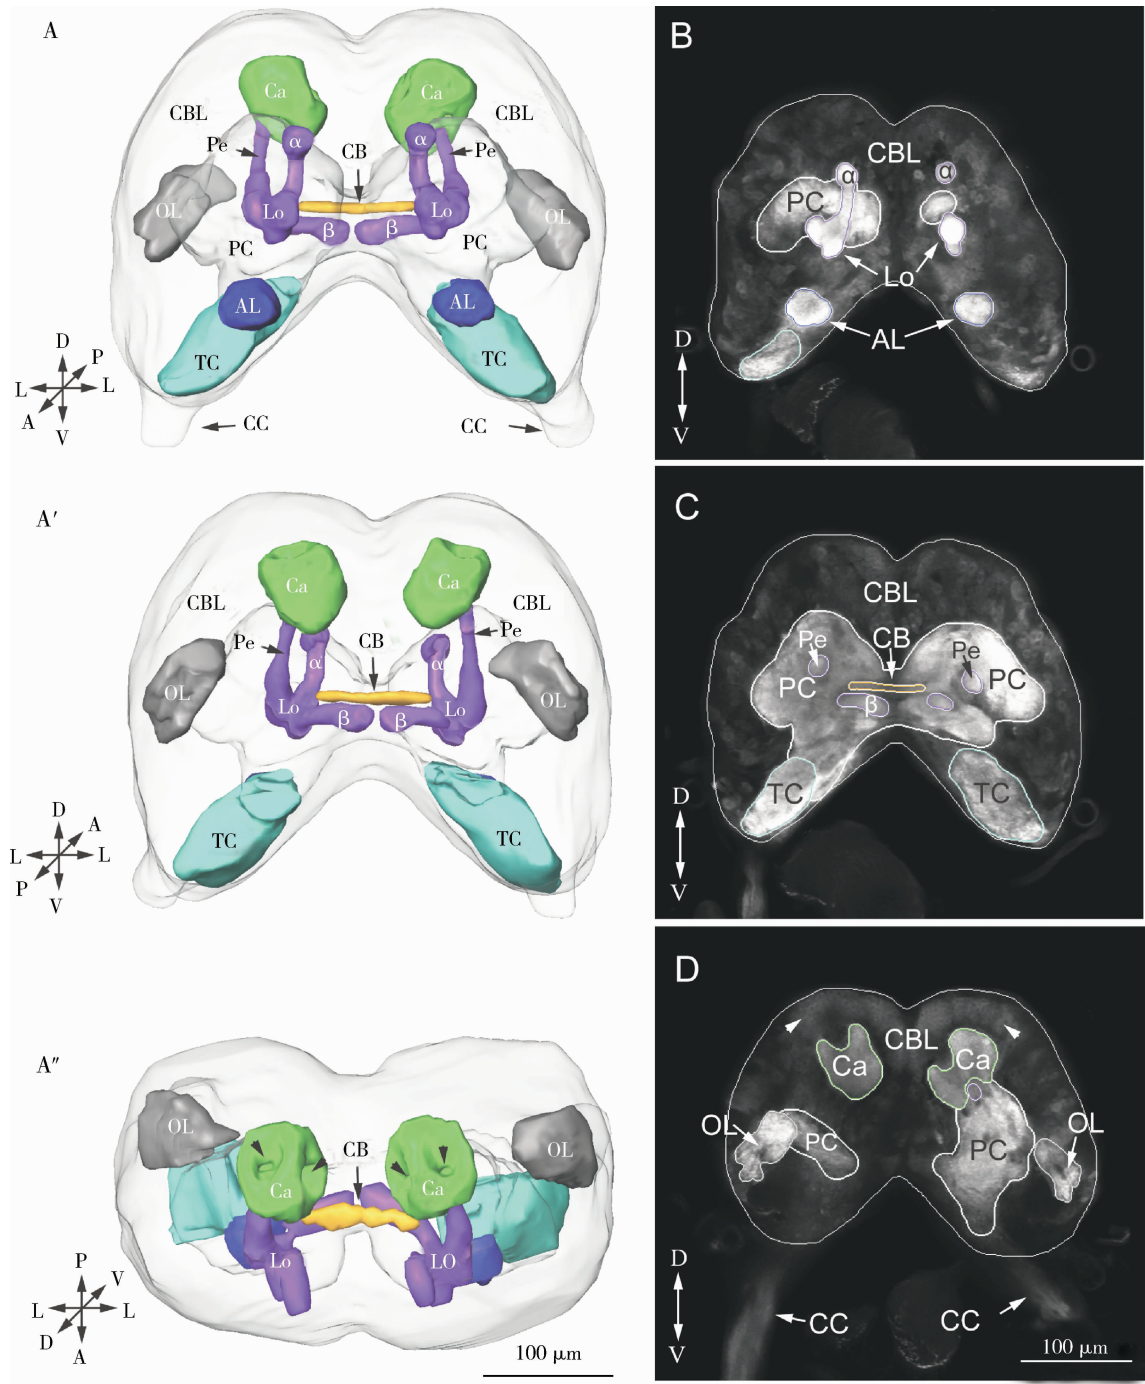 A
Ca
Ca
CBL
CBL
Pe
α
CB
α
Pe
OL
Lo
Lo
OL
β
β
PC
PC
AL
AL
TC
TC
D
P
L
L
A
V
CC
CC
A′
Ca
Ca
CBL
CBL
Pe
α
CB
α
Pe
OL
Lo
Lo
OL
β
β
TC
TC
D
A
L
L
P
V
A″
OL
CB
OL
Ca
Ca
Lo
LO
P
V
L
L
D
A
100 μm
B
CBL
α
α
PC
Lo
AL
D
V
C
CBL
CB
Pe
Pe
PC
PC
β
TC
TC
D
V
D
CBL
Ca
Ca
OL
OL
PC
PC
D
V
CC
CC
100 μm